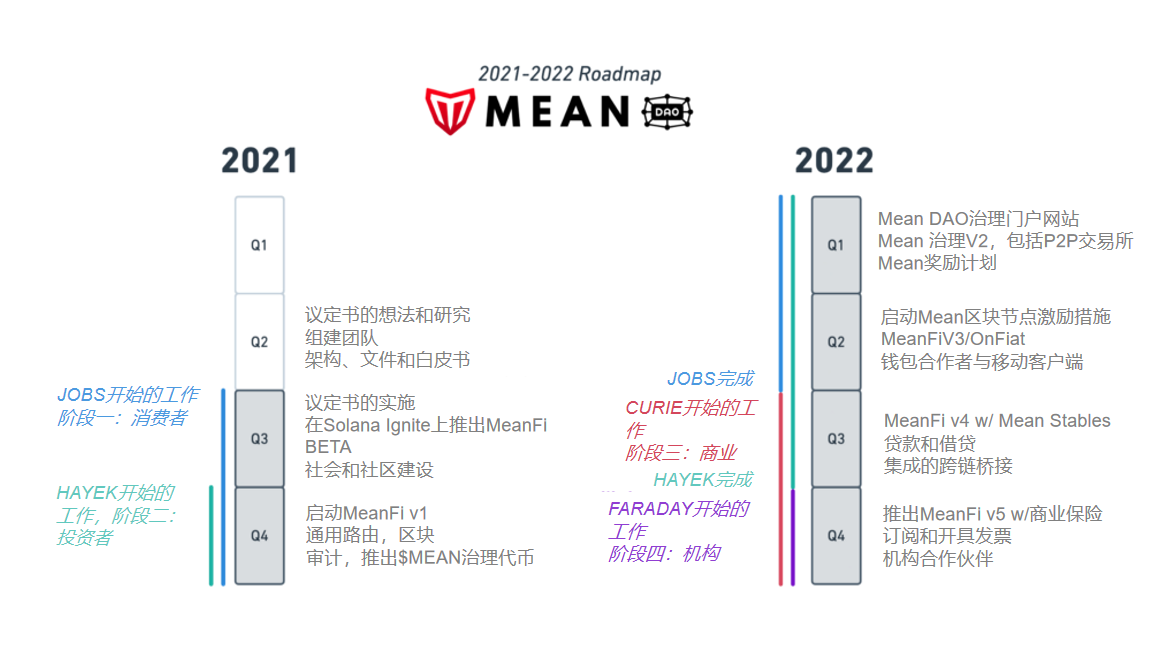 2021-2022 Roadmap
MEAN DAO
2021
Q1
Q2
议定书的想法和研究
组建团队
架构、文件和白皮书
JOBS开始的工作
阶段一：消费者
Q3
议定书的实施
在Solana Ignite上推出MeanFi
BETA
社会和社区建设
HAYEK开始的
工作，阶段二：
投资者
Q4
启动MeanFi v1
通用路由，区块
审计，推出$MEAN治理代币
2022
Q1
Mean DAO治理门户网站
Mean 治理V2，包括P2P交易所
Mean奖励计划
Q2
启动Mean区块节点激励措施
MeanFiV3/OnFiat
钱包合作者与移动客户端
JOBS完成
CURIE开始的工
作
阶段三：商业
Q3
MeanFi v4 w/ Mean Stables
贷款和借贷
集成的跨链桥接
HAYEK完成
FARADAY开始的
工作
阶段四：机构
Q4
推出MeanFi v5 w/商业保险
订阅和开具发票
机构合作伙伴